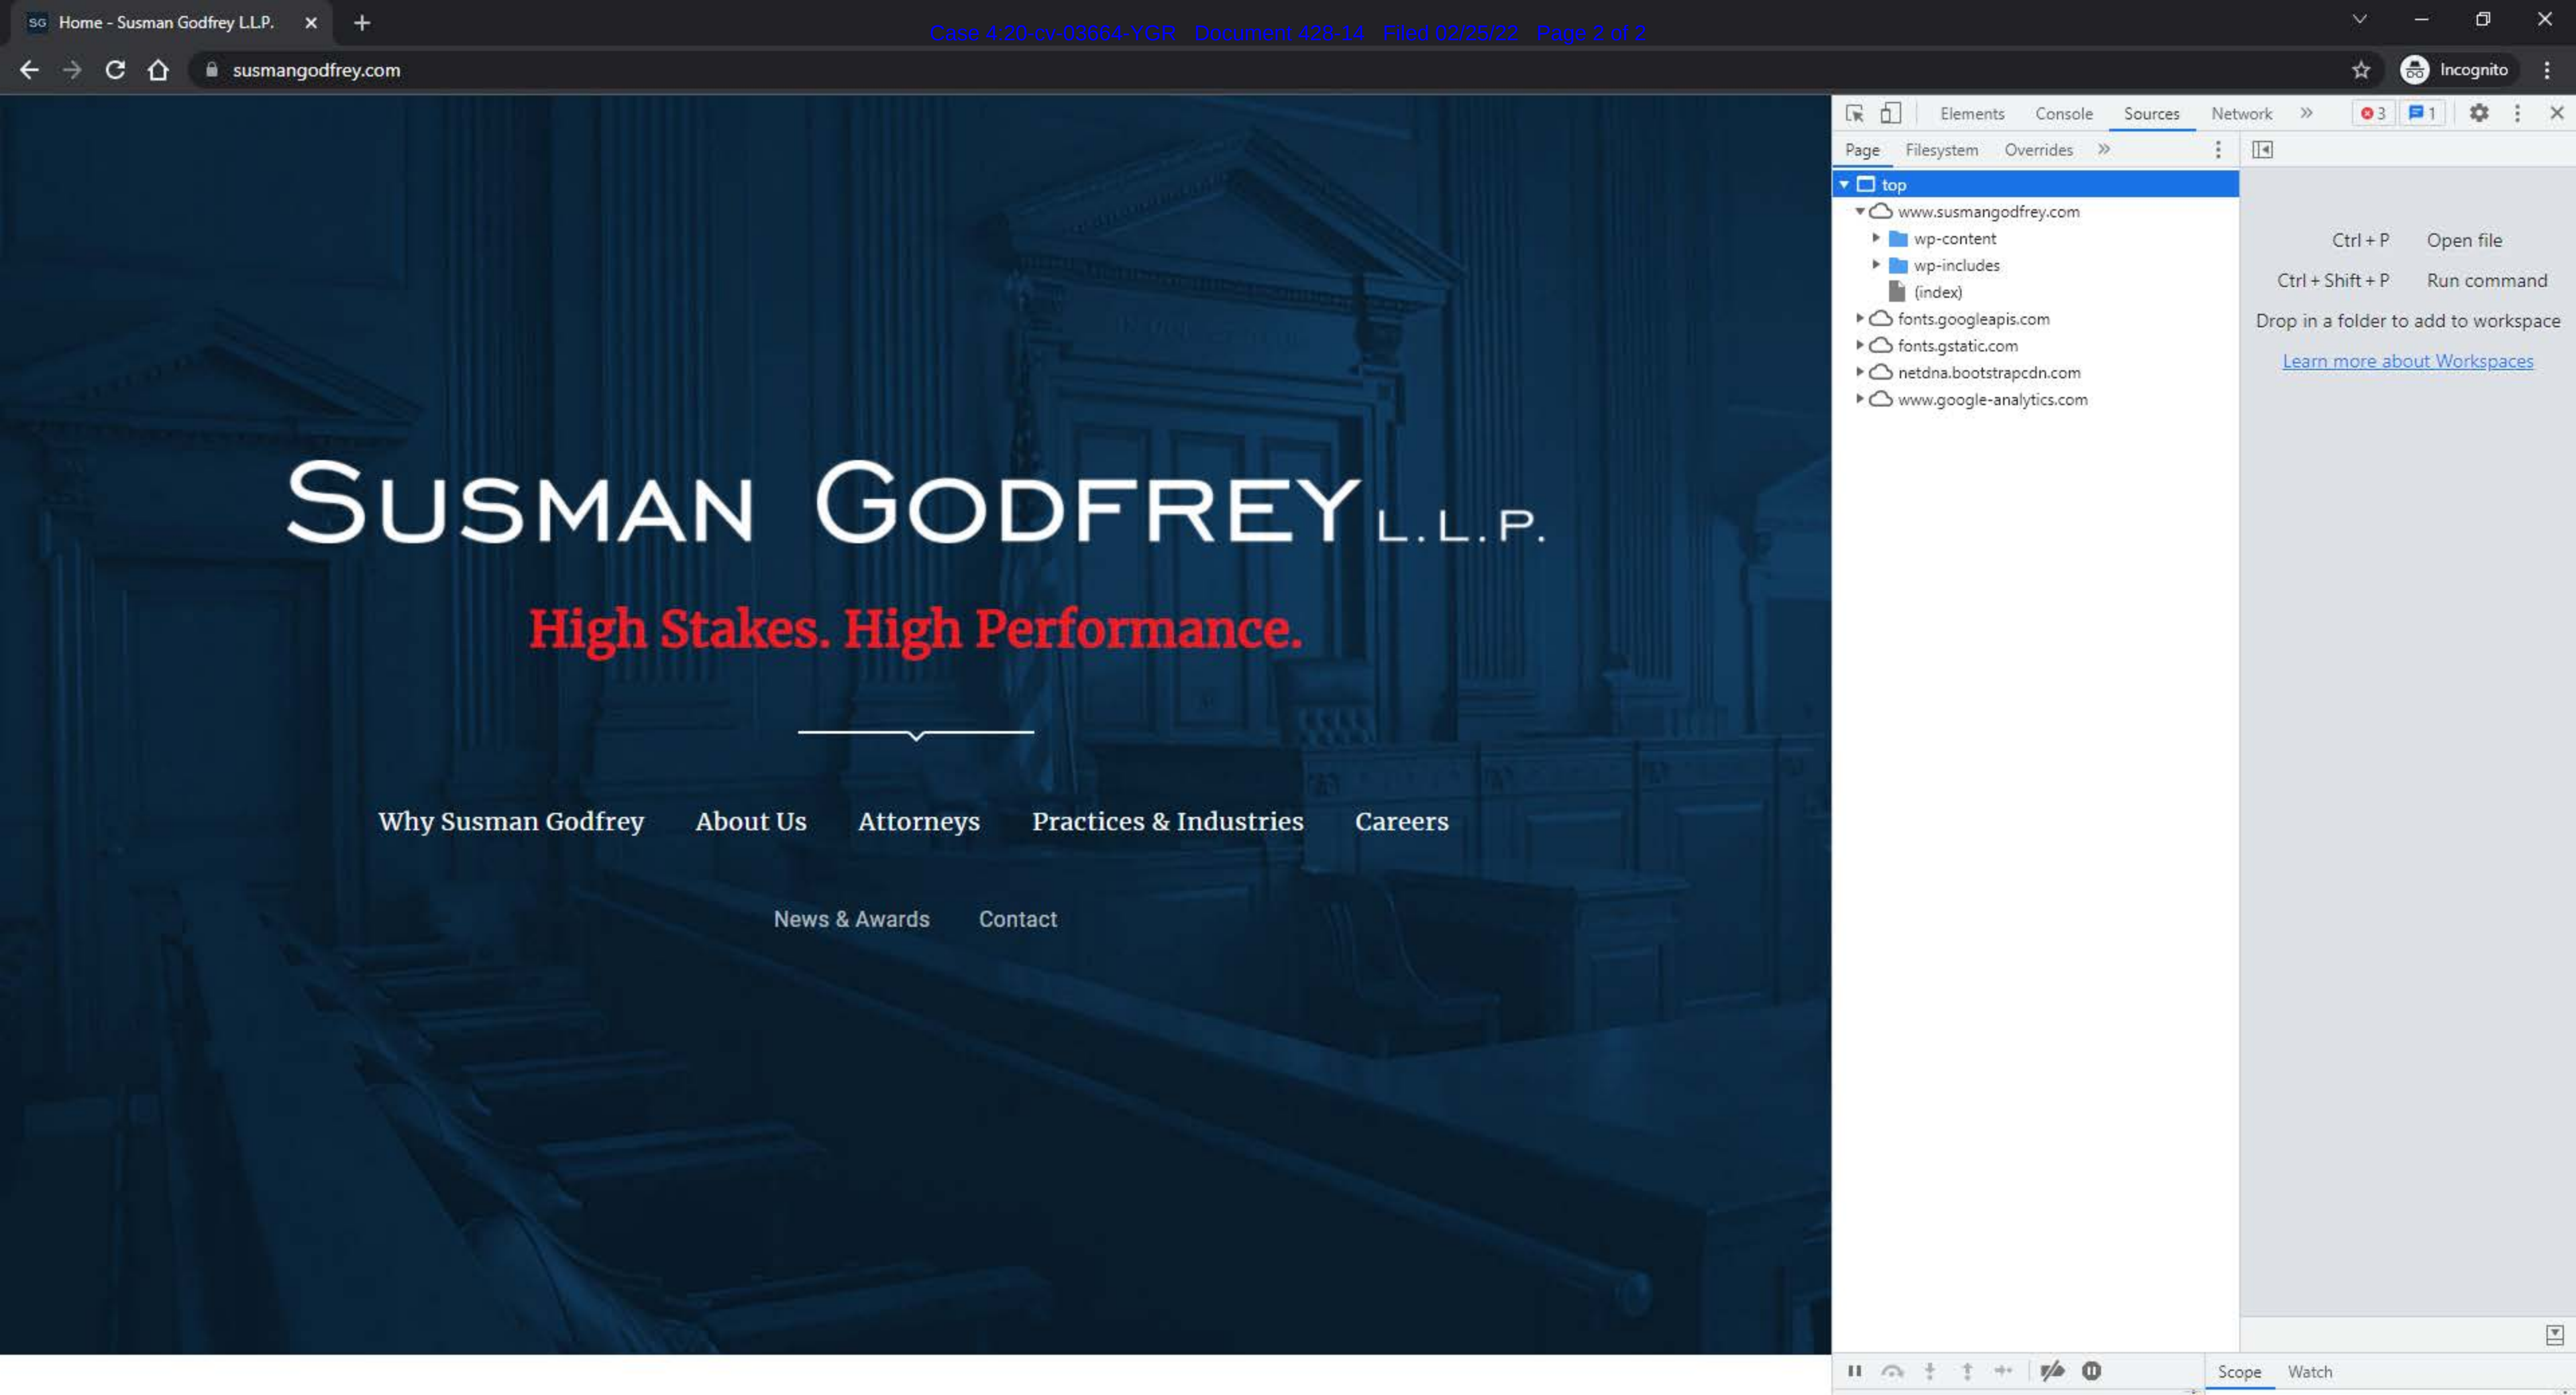 SG Home - Susman Godfrey L.L.P.
Case 4:20-cv-03664-YGR Document 428-14 Filed 02/25/22 Page 2 of 2
susmangodfrey.com
Incognito
SUSMAN GODFREY L.L.P.
High Stakes. High Performance.
Why Susman Godfrey About Us Attorneys Practices & Industries Careers
News & Awards Contact
Elements Console Sources Network » 3 1
Page Filesystem Overrides »
top
www.susmangodfrey.com
wp-content
wp-includes
(index)
fonts.googleapis.com
fonts.gstatic.com
netdna.bootstrapcdn.com
www.google-analytics.com
Ctrl + P Open file
Ctrl + Shift + P Run command
Drop in a folder to add to workspace
Learn more about Workspaces
Scope Watch